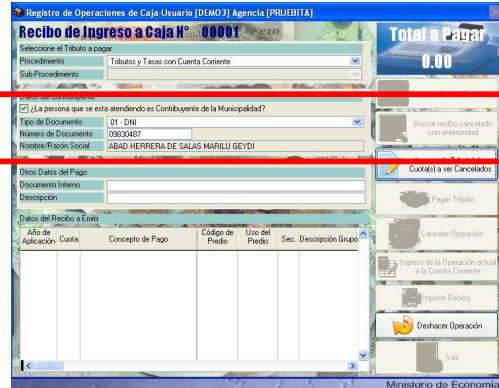 Registro de Operaciones de Caja-Usuario [DEMO3] Agencia [PRUEBITA]
Recibo de Ingreso a Caja N° 00001
Total a Pagar
0.00
Seleccione el Tributo a pagar
Procedimiento Tributos y Tasas con Cuenta Corriente
Sub-Procedimiento
Datos del Contribuyente
¿La persona que se esta atendiendo es Contribuyente de la Municipalidad?
Tipo de Documento 01 - DNI
Número de Documento 09830487
Nombre/Razón Social ABAD HERRERA DE SALAS MARILU GEYDI
Buscar recibo cancelado
con anterioridad
Cuota(s) a ser Cancelados
Otros Datos del Pago
Documento Interno
Descripción
Pagar Tributo
Datos del Recibo a Emitir
Año de Aplicación Cuota Concepto de Pago Código de Predio Uso del Predio Sec. Descripción Grupo
Cancelar Operación
Ingreso de la Operación actual
a la Cuenta Corriente
Imprimir Recibo
Deshacer Operación
Salir
Ministerio de Economía